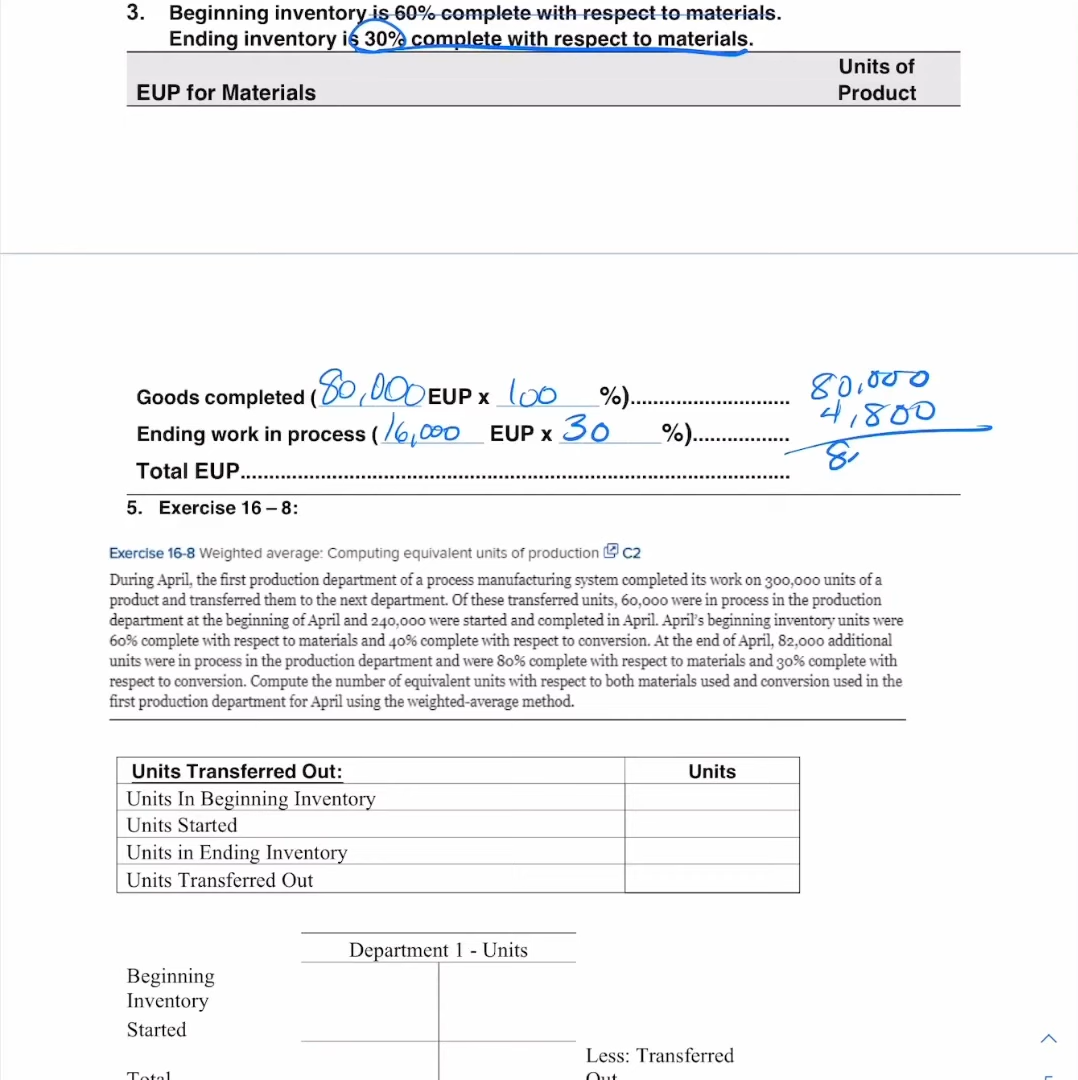 3. Beginning inventory is 60% complete with respect to materials.
Ending inventory is 30% complete with respect to materials.
EUP for Materials Units of Product
Goods completed (80,000 EUP x 100 %)........................... 80,000
Ending work in process (16,000 EUP x 30 %)................ 4,800
Total EUP.................................................................................... 8
5. Exercise 16 – 8:
Exercise 16-8 Weighted average: Computing equivalent units of production C2
During April, the first production department of a process manufacturing system completed its work on 300,000 units of a
product and transferred them to the next department. Of these transferred units, 60,000 were in process in the production
department at the beginning of April and 240,000 were started and completed in April. April's beginning inventory units were
60% complete with respect to materials and 40% complete with respect to conversion. At the end of April, 82,000 additional
units were in process in the production department and were 80% complete with respect to materials and 30% complete with
respect to conversion. Compute the number of equivalent units with respect to both materials used and conversion used in the
first production department for April using the weighted-average method.
Units Transferred Out: Units
Units In Beginning Inventory
Units Started
Units in Ending Inventory
Units Transferred Out
Department 1 - Units
Beginning
Inventory
Started
Less: Transferred
Total Out